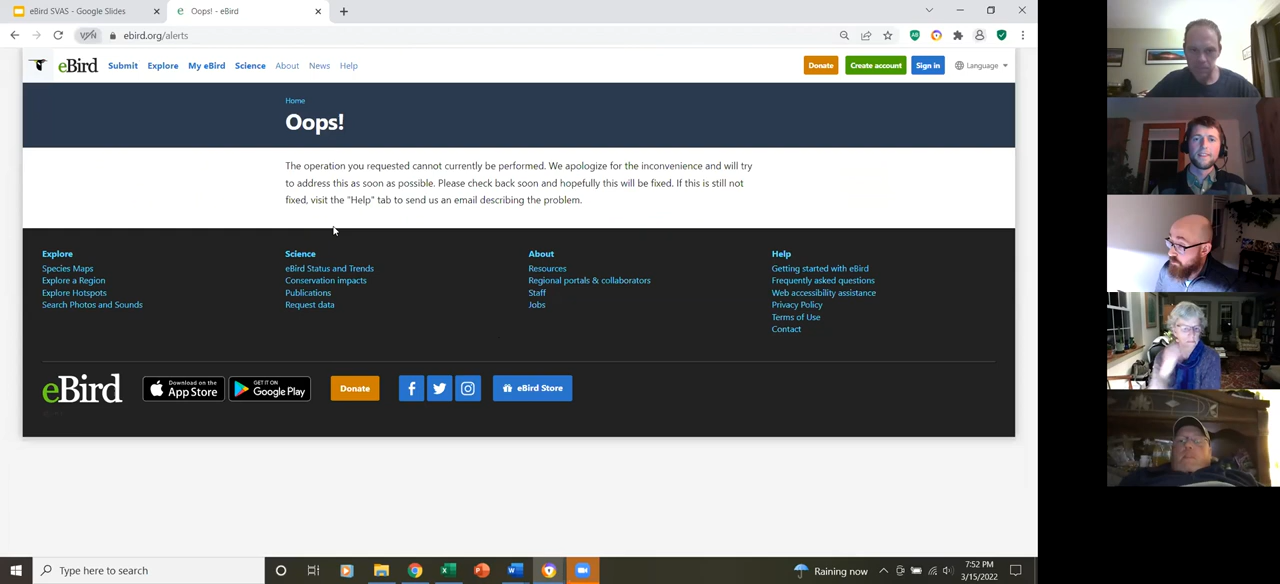 eBird SVAS - Google Slides
Oops! - eBird
VPN
ebird.org/alerts
eBird
Submit
Explore
My eBird
Science
About
News
Help
Donate
Create account
Sign in
Language
Home
Oops!
The operation you requested cannot currently be performed. We apologize for the inconvenience and will try
to address this as soon as possible. Please check back soon and hopefully this will be fixed. If this is still not
fixed, visit the "Help" tab to send us an email describing the problem.
Explore
Species Maps
Explore a Region
Explore Hotspots
Search Photos and Sounds
Science
eBird Status and Trends
Conservation impacts
Publications
Request data
About
Resources
Regional portals & collaborators
Staff
Jobs
Help
Getting started with eBird
Frequently asked questions
Web accessibility assistance
Privacy Policy
Terms of Use
Contact
eBird
Download on the
App Store
GET IT ON
Google Play
Donate
eBird Store
Type here to search
Raining now
7:52 PM
3/15/2022